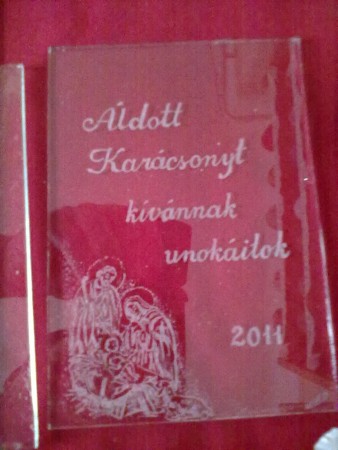 Áldott
Karácsonyt
kívánnak
unokáitok
2011